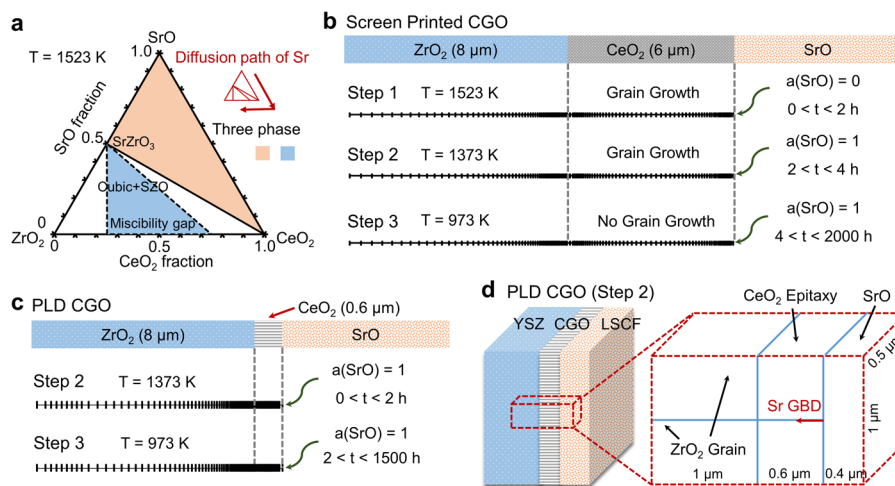 a
T = 1523 K
SrO
1.0
Diffusion path of Sr
SrO fraction
Three phase
0.5
SrZrO₃
Cubic+SZO
Miscibility gap
0
ZrO₂
0
0.5
1.0
CeO₂
CeO₂ fraction
b Screen Printed CGO
ZrO₂ (8 μm) CeO₂ (6 μm) SrO
Step 1 T = 1523 K Grain Growth
a(SrO) = 0
0 < t < 2 h
Step 2 T = 1373 K Grain Growth
a(SrO) = 1
2 < t < 4 h
Step 3 T = 973 K No Grain Growth
a(SrO) = 1
4 < t < 2000 h
c PLD CGO
CeO₂ (0.6 μm)
ZrO₂ (8 μm) SrO
Step 2 T = 1373 K
a(SrO) = 1
0 < t < 2 h
Step 3 T = 973 K
a(SrO) = 1
2 < t < 1500 h
d PLD CGO (Step 2)
YSZ CGO LSCF
CeO₂ Epitaxy
SrO
0.5 μm
Sr GBD
1 μm
ZrO₂ Grain
1 μm 0.6 μm 0.4 μm